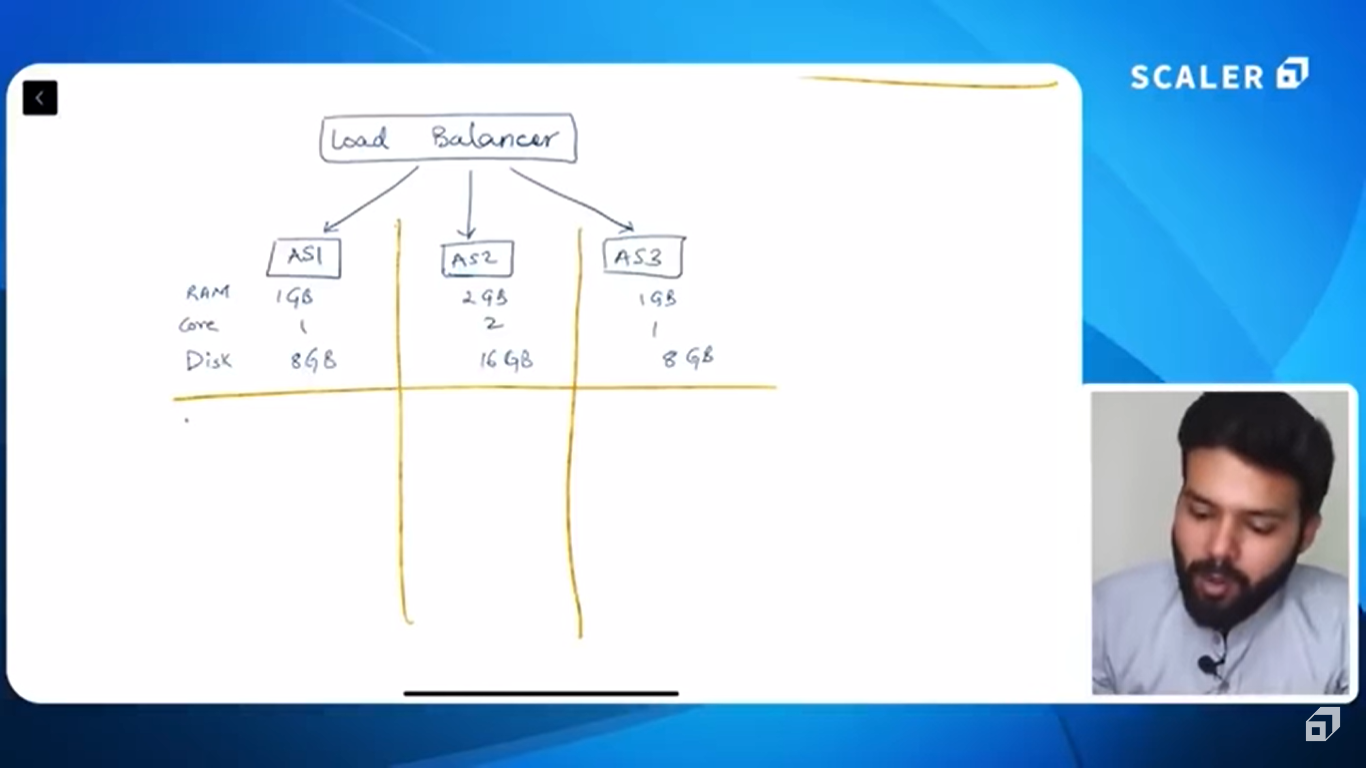 SCALER
Load Balancer
AS1 AS2 AS3
RAM 1GB 2GB 1GB
Core 1 2 1
Disk 8GB 16GB 8GB